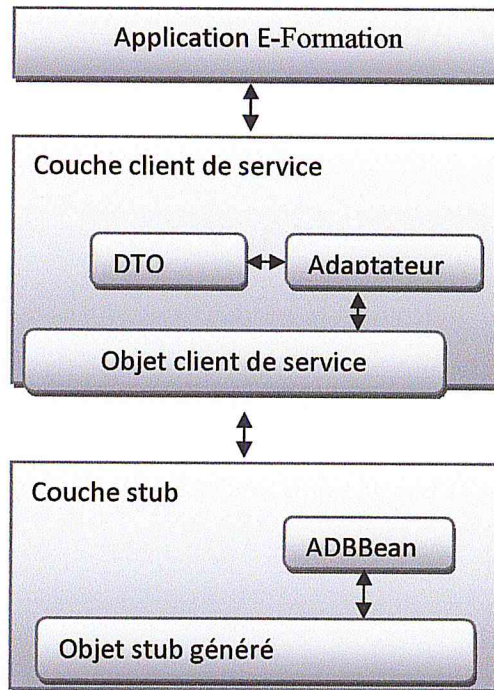 Application E-Formation
Couche client de service
DTO
Adaptateur
Objet client de service
Couche stub
ADBBean
Objet stub généré